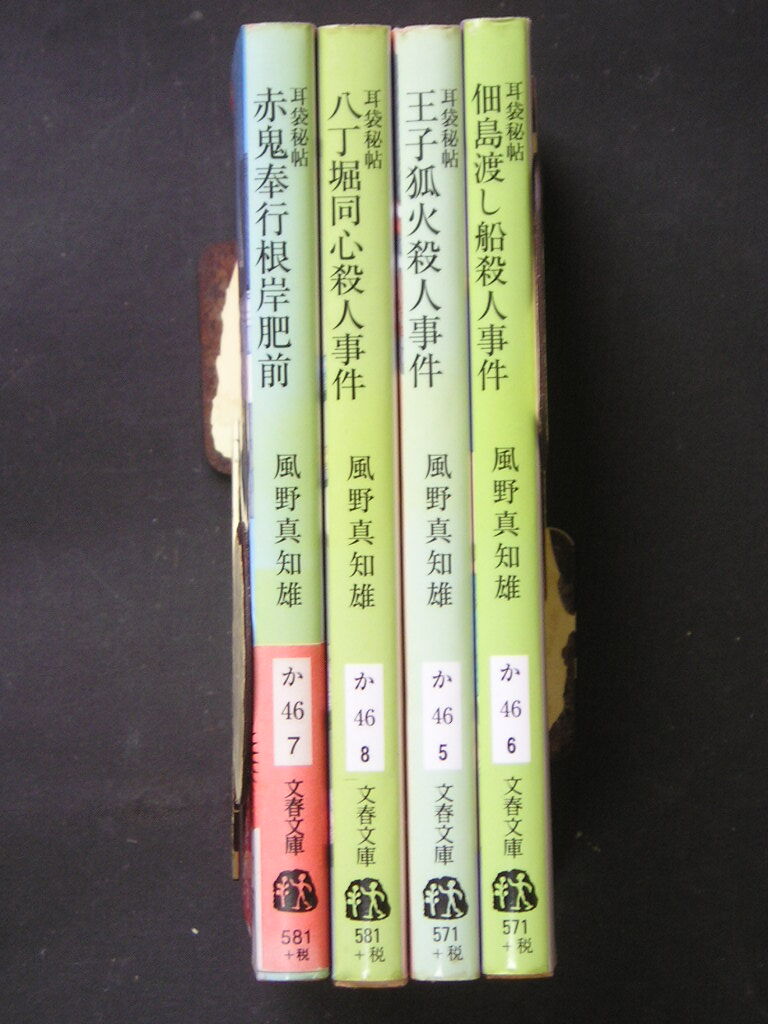 耳袋秘帖
赤鬼奉行根岸肥前
風野真知雄
か
46
7
文春文庫
581
+税
耳袋秘帖
八丁堀同心殺人事件
風野真知雄
か
46
8
文春文庫
581
+税
耳袋秘帖
王子狐火殺人事件
風野真知雄
か
46
5
文春文庫
571
+税
耳袋秘帖
佃島渡し船殺人事件
風野真知雄
か
46
6
文春文庫
571
+税